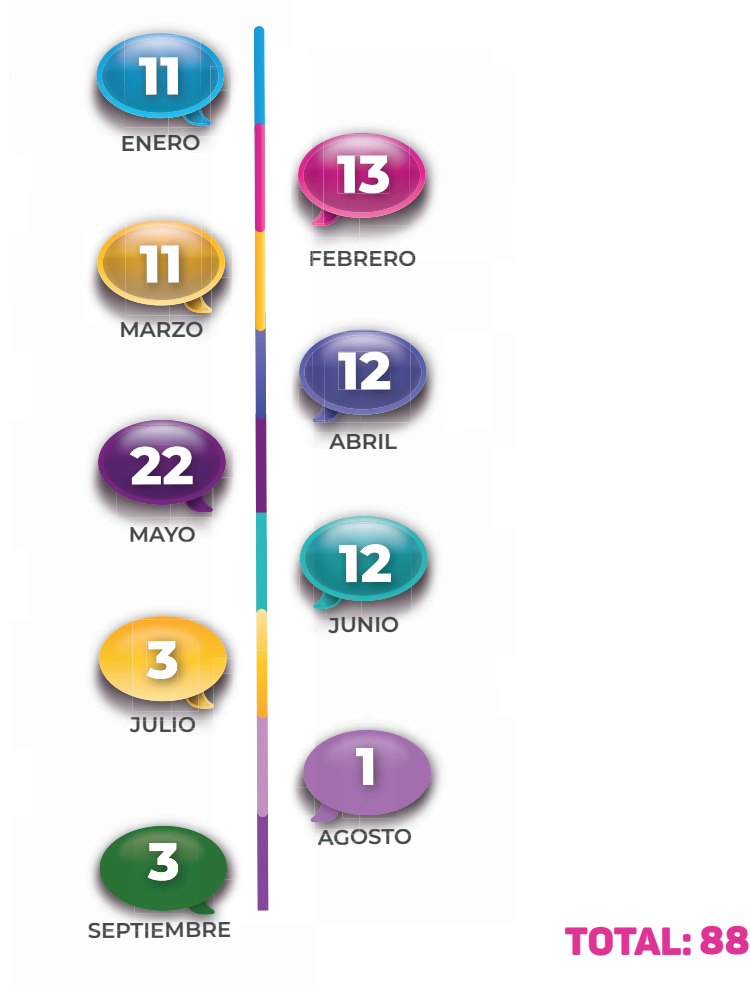 11
ENERO
13
FEBRERO
11
MARZO
12
ABRIL
22
MAYO
12
JUNIO
3
JULIO
1
AGOSTO
3
SEPTIEMBRE
TOTAL: 88